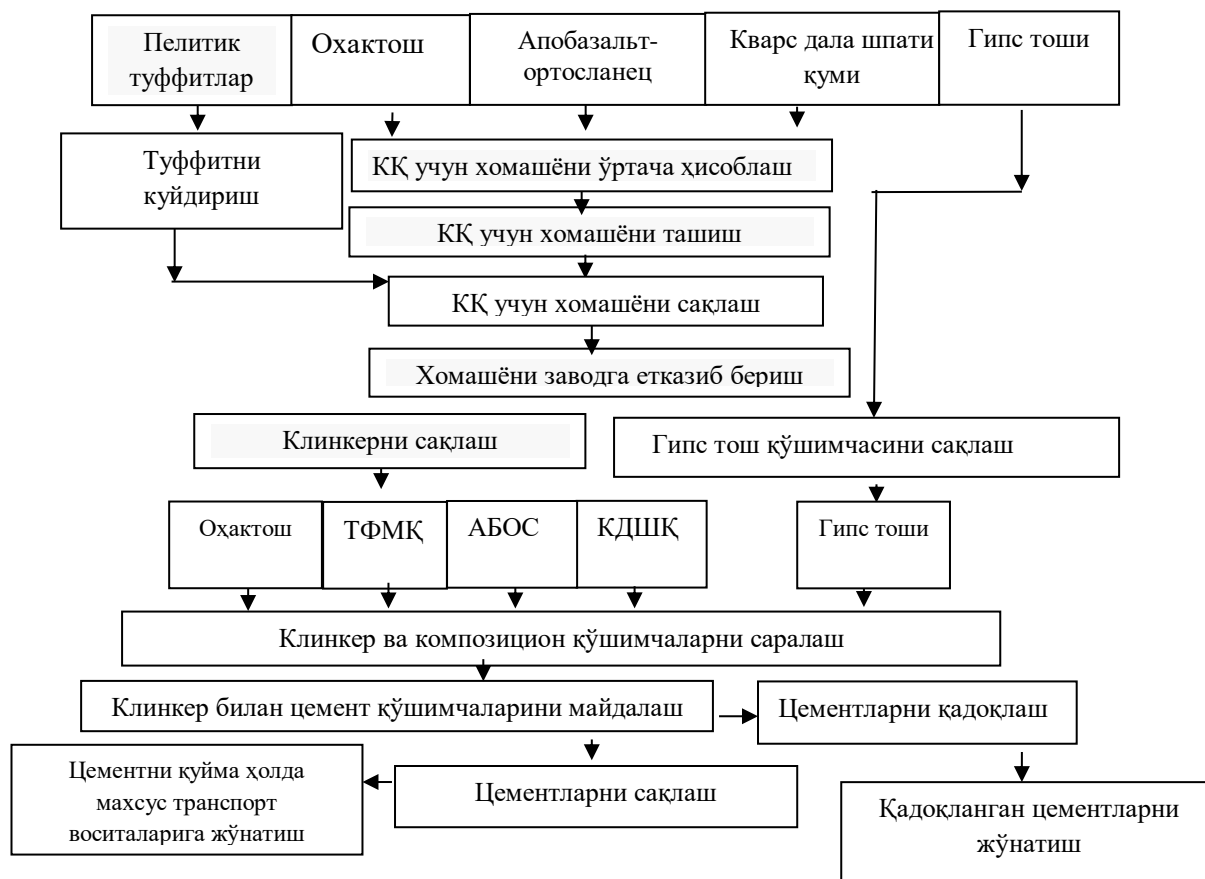 Пелитик
туффитлар
Охактош
Апобазальт-
ортосланец
Кварс дала шпати
қуми
Гипс тоши
Туффитни
куйдириш
КҚ учун хомашёни ўртача ҳисоблаш
КҚ учун хомашёни ташиш
КҚ учун хомашёни сақлаш
Хомашёни заводга етказиб бериш
Клинкерни сақлаш
Гипс тош қўшимчасини сақлаш
Оҳактош
ТФМҚ
АБОС
КДШҚ
Гипс тоши
Клинкер ва композицион қўшимчаларни саралаш
Клинкер билан цемент қўшимчаларини майдалаш
Цементларни қадоқлаш
Цементни қуйма ҳолда
махсус транспорт
воситаларига жўнатиш
Цементларни сақлаш
Қадоқланган цементларни
жўнатиш